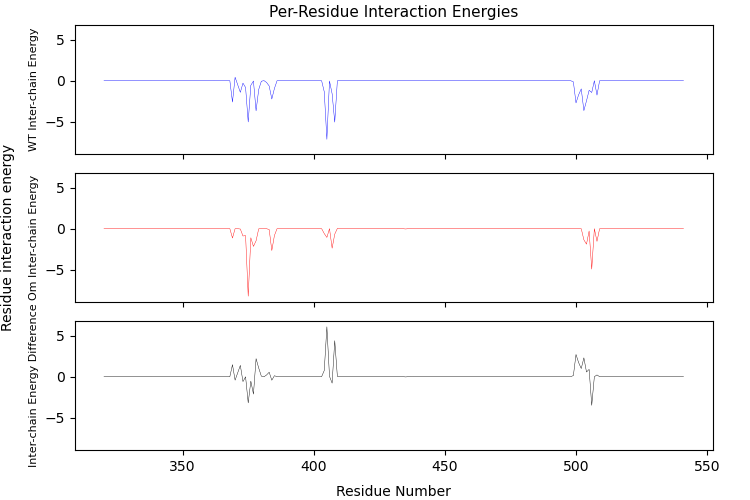 Per-Residue Interaction Energies
Residue interaction energy
WT Inter-chain Energy
5
0
−5
Om Inter-chain Energy
5
0
−5
Inter-chain Energy Difference
5
0
−5
350
400
450
500
550
Residue Number